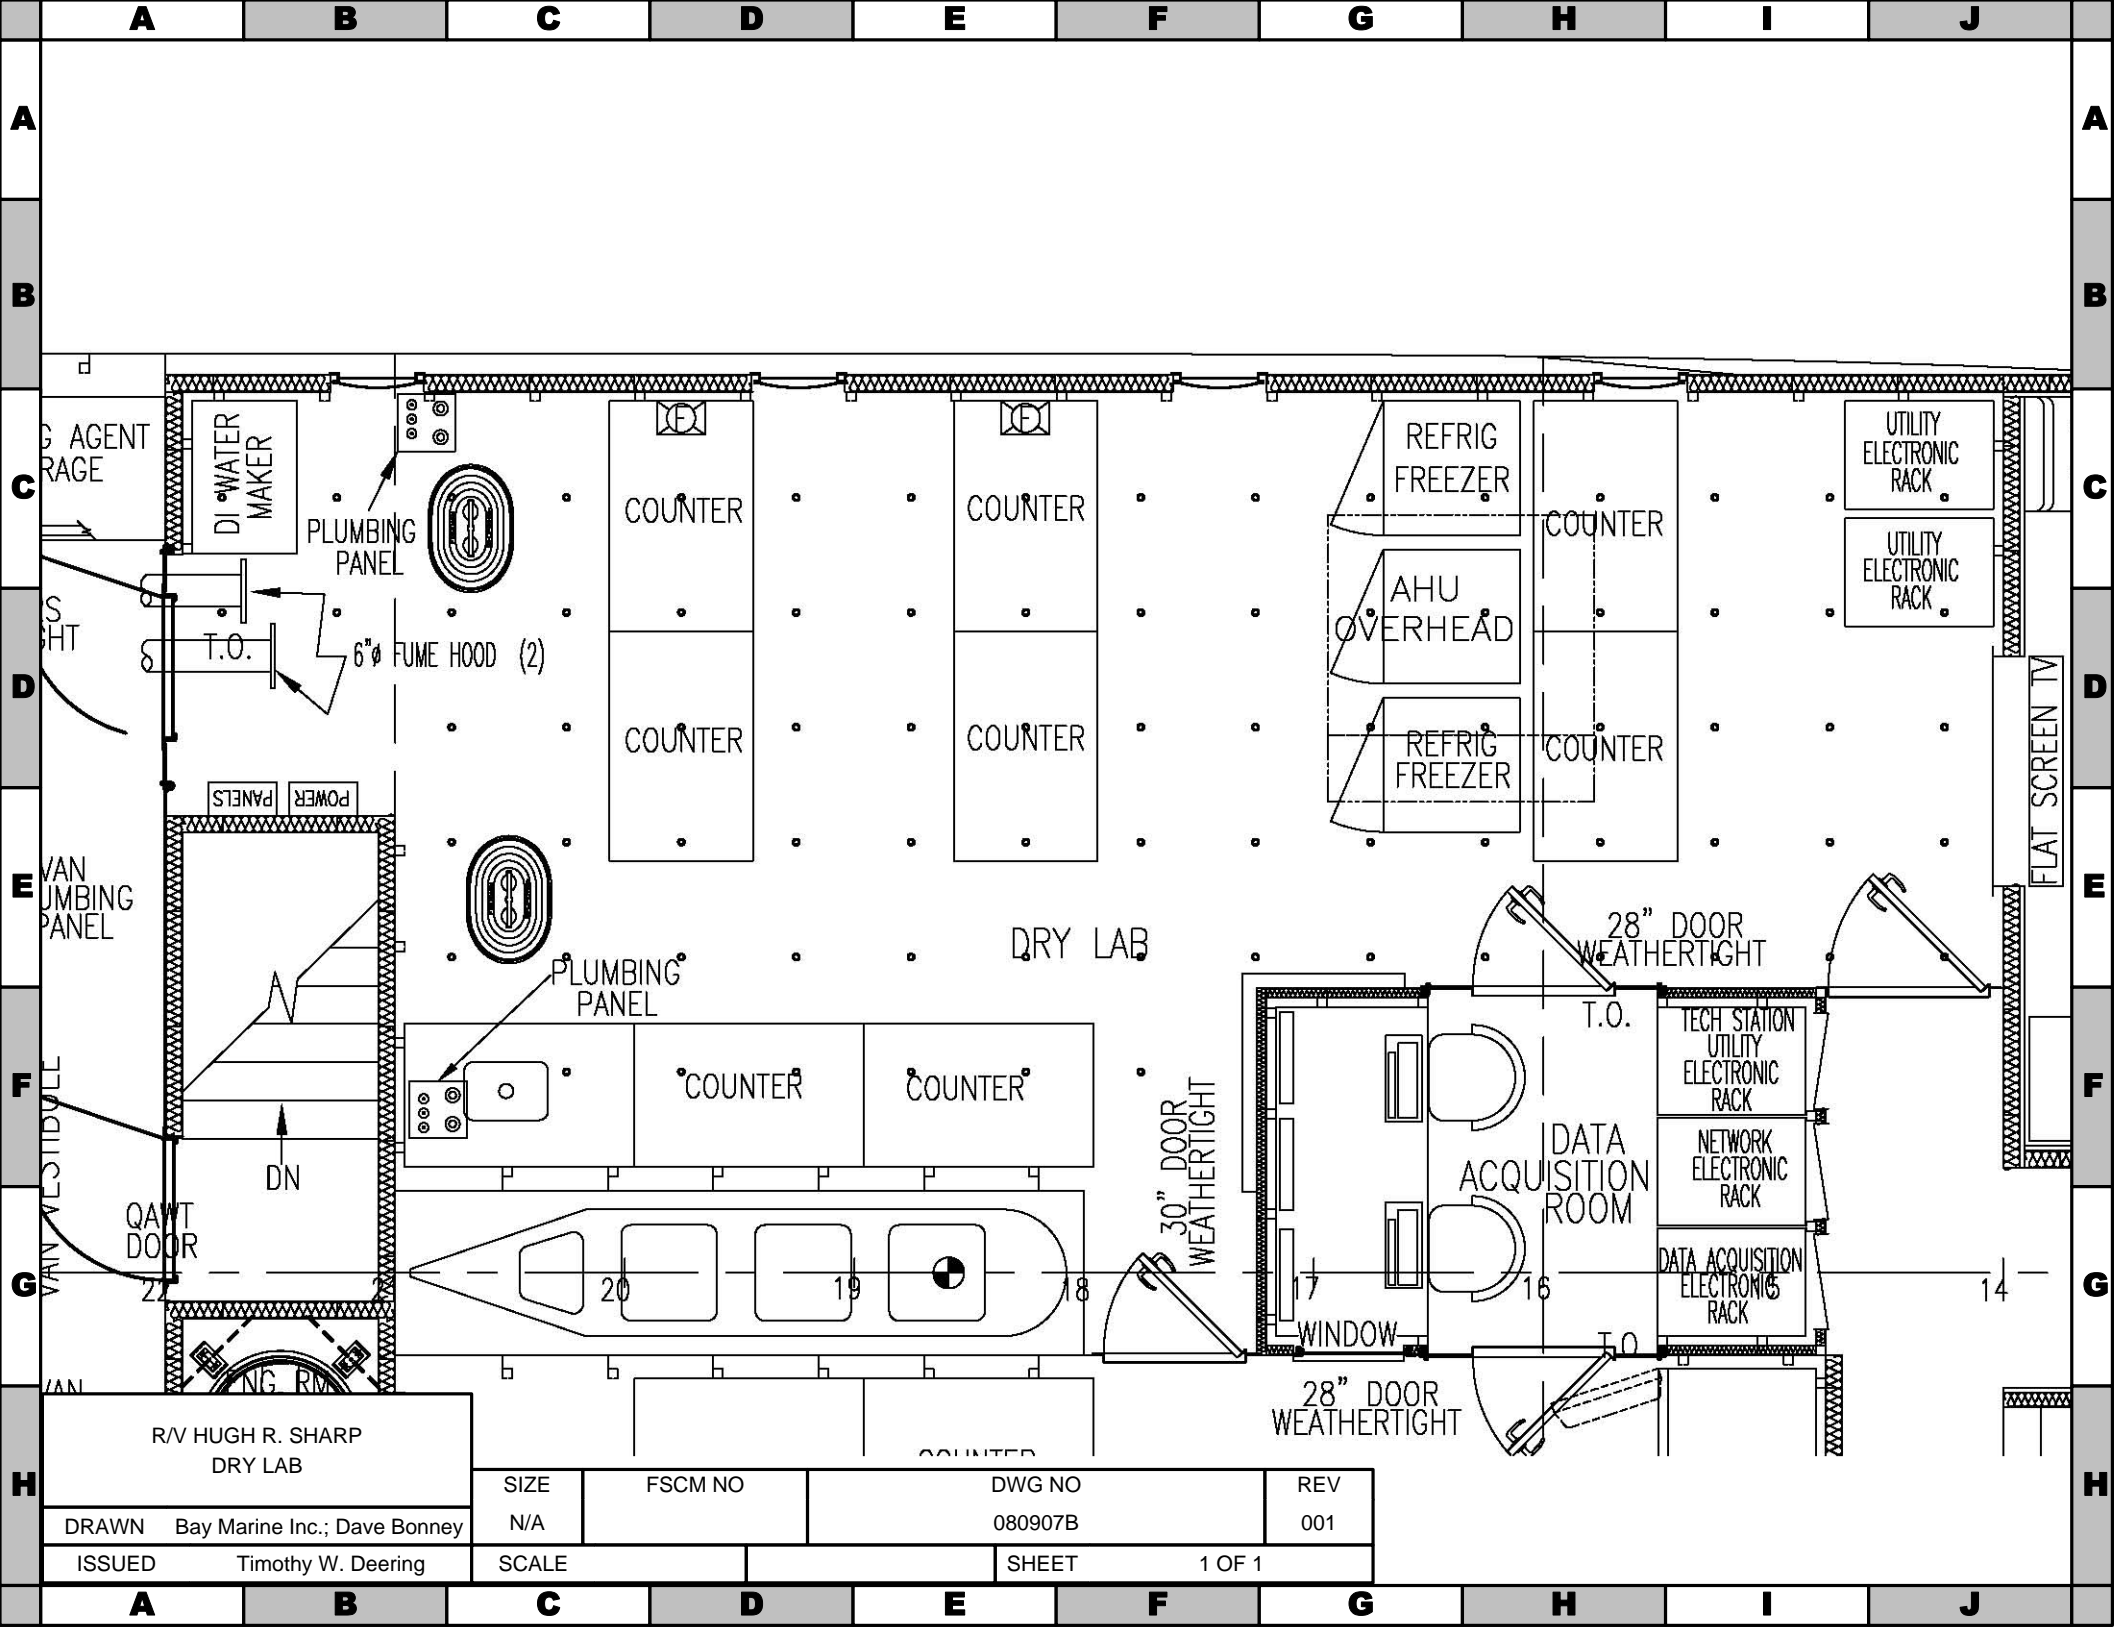 A B C D E F G H I J
A A
B B
C C
D D
E E
F F
G G
H H
G AGENT
RAGE
DI WATER
MAKER
PLUMBING
PANEL
F
F
COUNTER
COUNTER
REFRIG
FREEZER
COUNTER
UTILITY
ELECTRONIC
RACK
UTILITY
ELECTRONIC
RACK
AHU
OVERHEAD
T.O.
6"ø FUME HOOD (2)
COUNTER
COUNTER
REFRIG
FREEZER
COUNTER
FLAT SCREEN TV
POWER
PANELS
VAN
UMBING
PANEL
DRY LAB
28" DOOR
WEATHERTIGHT
PLUMBING
PANEL
T.O.
TECH STATION
UTILITY
ELECTRONIC
RACK
COUNTER
COUNTER
30" DOOR
WEATHERTIGHT
DATA
ACQUISITION
ROOM
NETWORK
ELECTRONIC
RACK
DN
VAN VESTIBULE
QAWT
DOOR
DATA ACQUISITION
ELECTRONIC
RACK
22 20 19 18 17 16 15 14
WINDOW
T.O.
28" DOOR
WEATHERTIGHT
VAN
NG. RM
COUNTER
R/V HUGH R. SHARP
DRY LAB
SIZE FSCM NO DWG NO REV
DRAWN Bay Marine Inc.; Dave Bonney N/A 080907B 001
ISSUED Timothy W. Deering SCALE SHEET 1 OF 1
A B C D E F G H I J